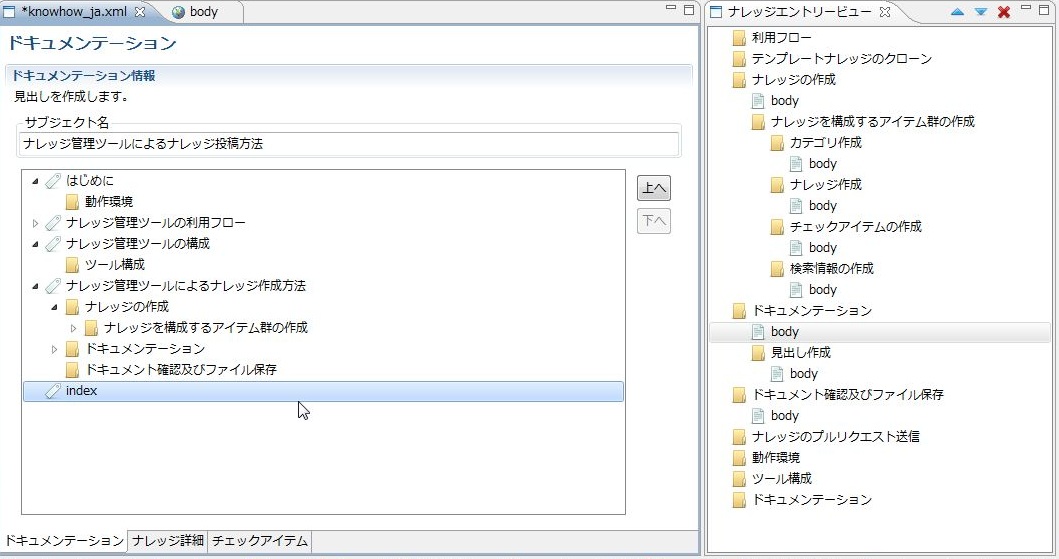 *knowhow_ja.xml
body
ドキュメンテーション
ドキュメンテーション情報
見出しを作成します。
サブジェクト名
ナレッジ管理ツールによるナレッジ投稿方法
はじめに
動作環境
ナレッジ管理ツールの利用フロー
ナレッジ管理ツールの構成
ツール構成
ナレッジ管理ツールによるナレッジ作成方法
ナレッジの作成
ナレッジを構成するアイテム群の作成
ドキュメンテーション
ドキュメント確認及びファイル保存
index
上へ
下へ
ドキュメンテーション
ナレッジ詳細
チェックアイテム
ナレッジエントリービュー
利用フロー
テンプレートナレッジのクローン
ナレッジの作成
body
ナレッジを構成するアイテム群の作成
カテゴリ作成
body
ナレッジ作成
body
チェックアイテムの作成
body
検索情報の作成
body
ドキュメンテーション
body
見出し作成
body
ドキュメント確認及びファイル保存
body
ナレッジのプルリクエスト送信
動作環境
ツール構成
ドキュメンテーション